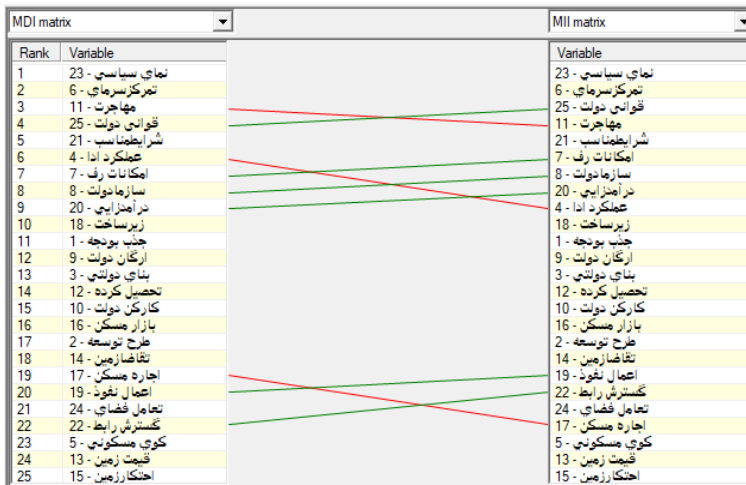 MDI matrix MII matrix
Rank Variable Variable
1 نماي سياسي - 23 نماي سياسي - 23
2 تمرکزسرماي - 6 تمرکزسرماي - 6
3 مهاجرت - 11 قواني دولت - 25
4 قواني دولت - 25 مهاجرت - 11
5 شرايطمناسب - 21 شرايطمناسب - 21
6 عملکرد ادا - 4 امکانات رف - 7
7 امکانات رف - 7 سازمادولت - 8
8 سازمادولت - 8 درآمدزايي - 20
9 درآمدزايي - 20 عملکرد ادا - 4
10 زيرساخت - 18 زيرساخت - 18
11 جذب بودجه - 1 جذب بودجه - 1
12 ارگان دولت - 9 ارگان دولت - 9
13 بناي دولتي - 3 بناي دولتي - 3
14 تحصيل کرده - 12 تحصيل کرده - 12
15 کارکن دولت - 10 کارکن دولت - 10
16 بازار مسکن - 16 بازار مسکن - 16
17 طرح توسعه - 2 طرح توسعه - 2
18 تقاضازمين - 14 تقاضازمين - 14
19 اجاره مسکن - 17 اعمال نفوذ - 19
20 اعمال نفوذ - 19 گسترش رابط - 22
21 تعامل فضاي - 24 تعامل فضاي - 24
22 گسترش رابط - 22 اجاره مسکن - 17
23 کوي مسکوني - 5 کوي مسکوني - 5
24 قيمت زمين - 13 قيمت زمين - 13
25 احتکارزمين - 15 احتکارزمين - 15